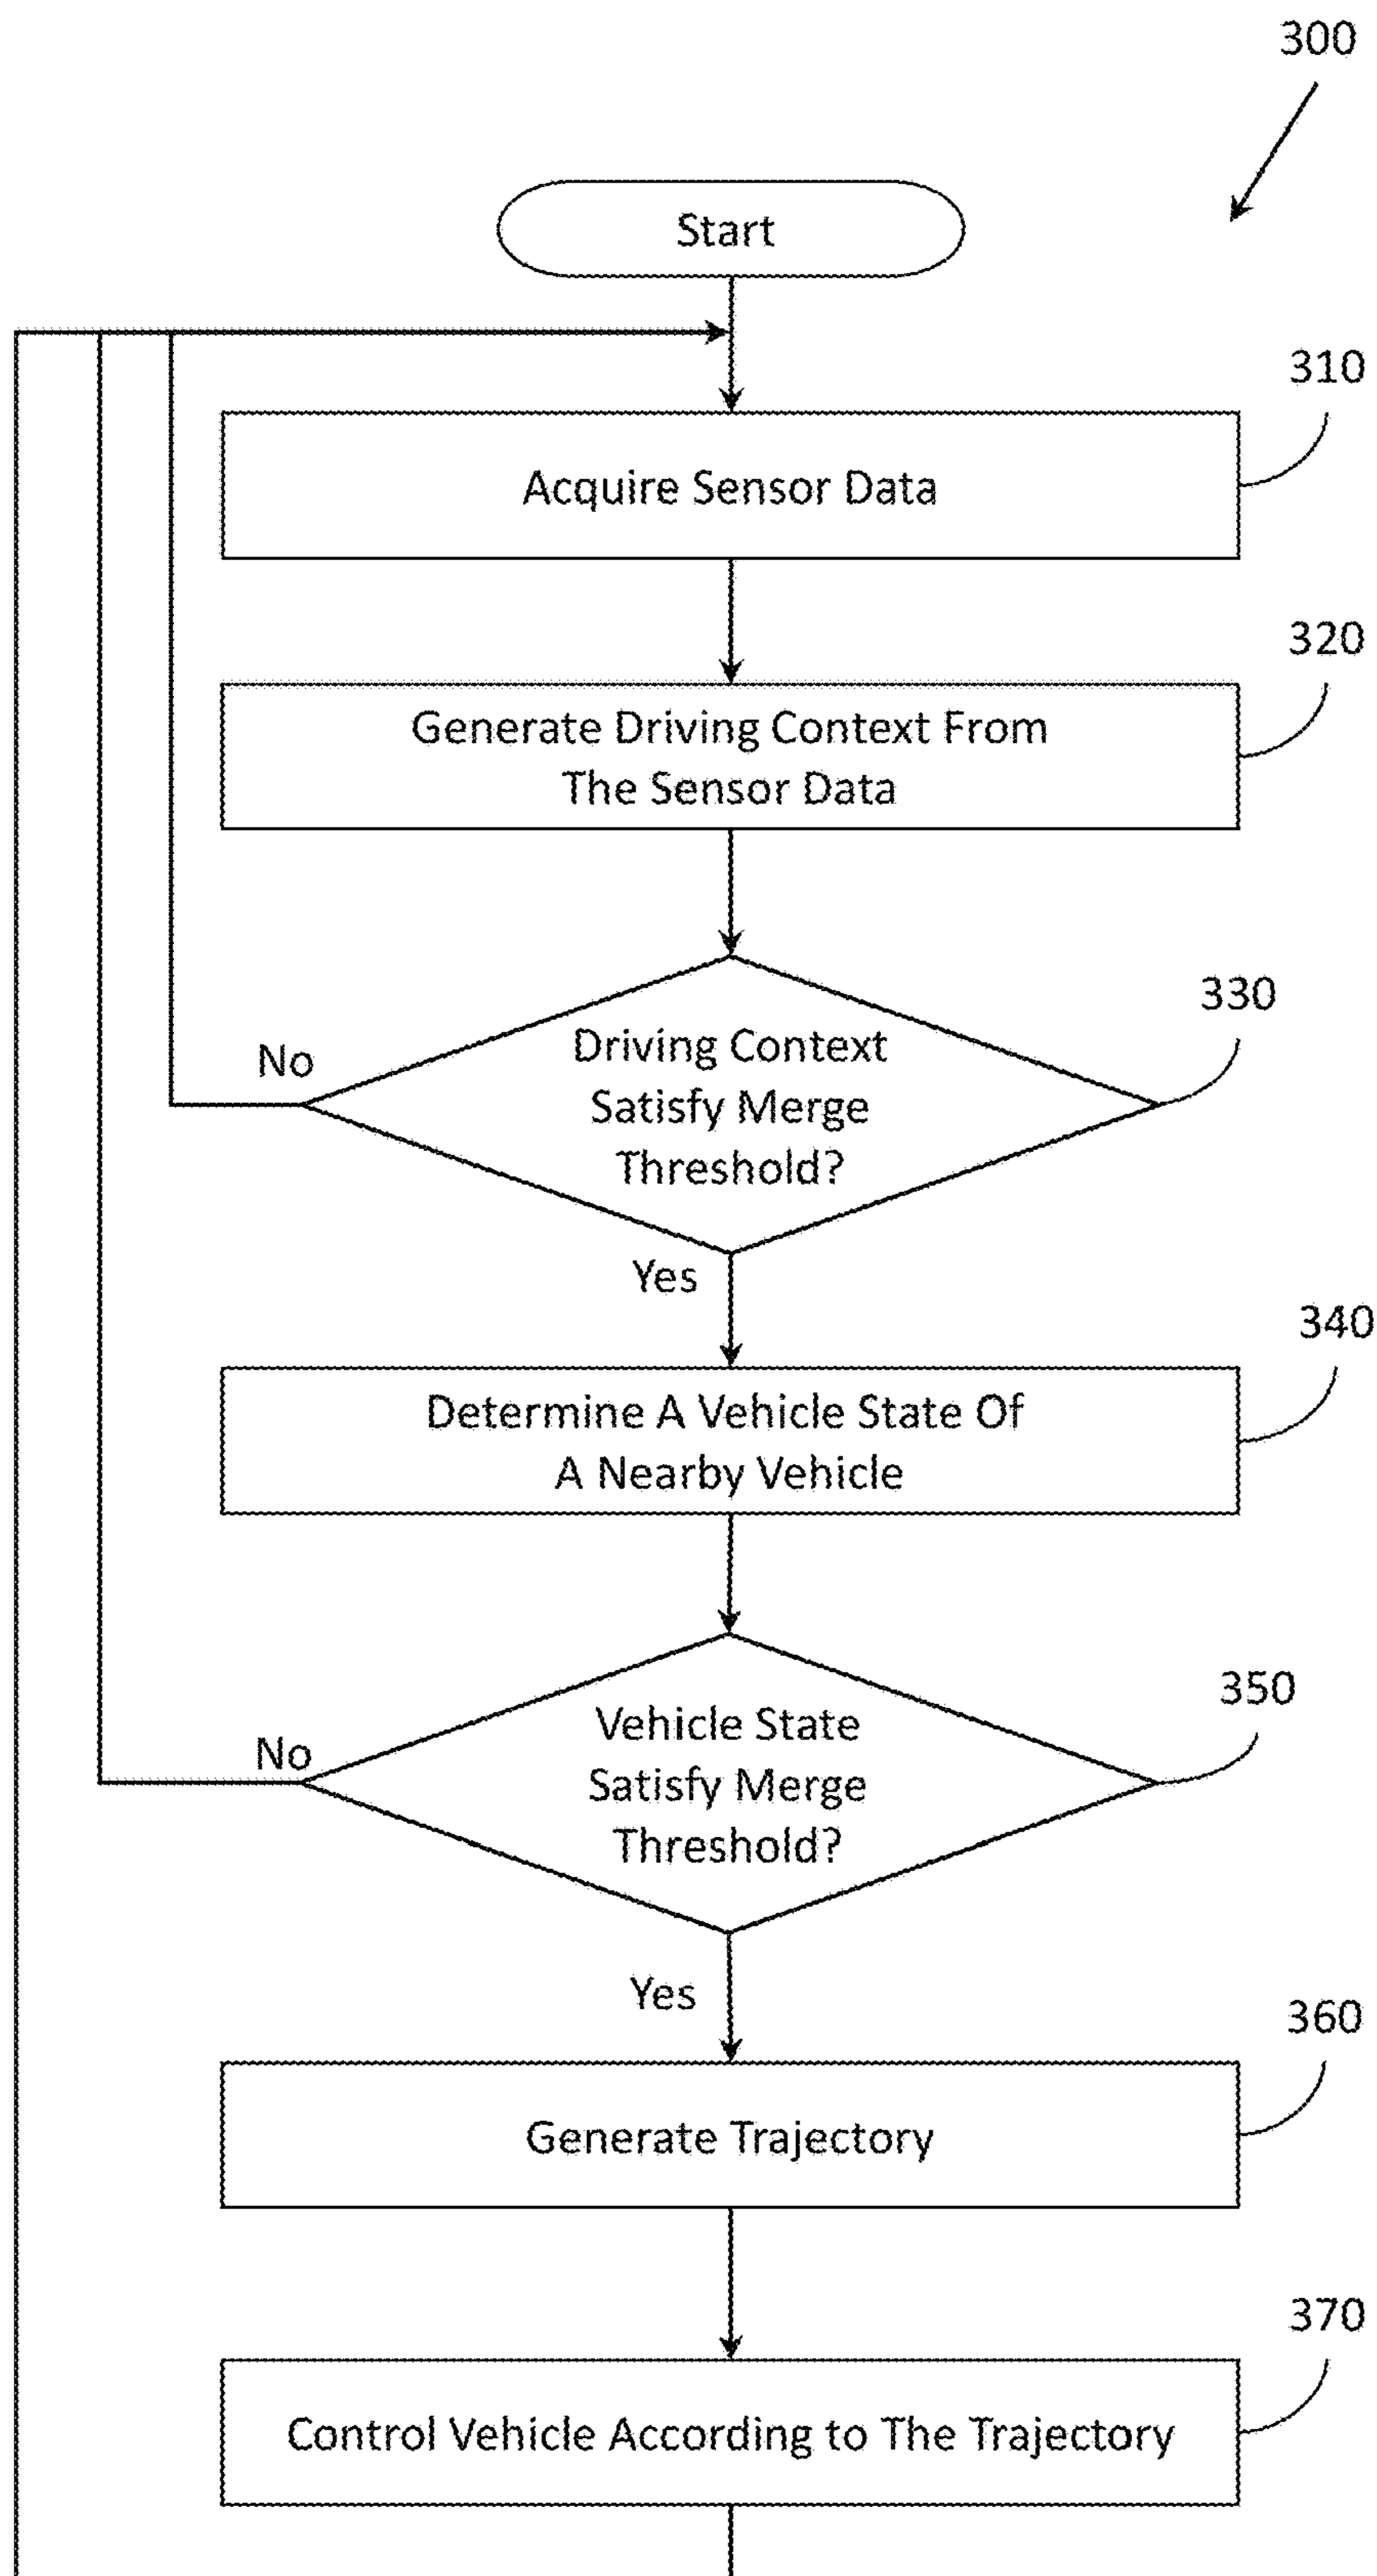 300
Start
310
Acquire Sensor Data
320
Generate Driving Context From
The Sensor Data
330
No
Driving Context
Satisfy Merge
Threshold?
Yes
340
Determine A Vehicle State Of
A Nearby Vehicle
350
No
Vehicle State
Satisfy Merge
Threshold?
Yes
360
Generate Trajectory
370
Control Vehicle According to The Trajectory